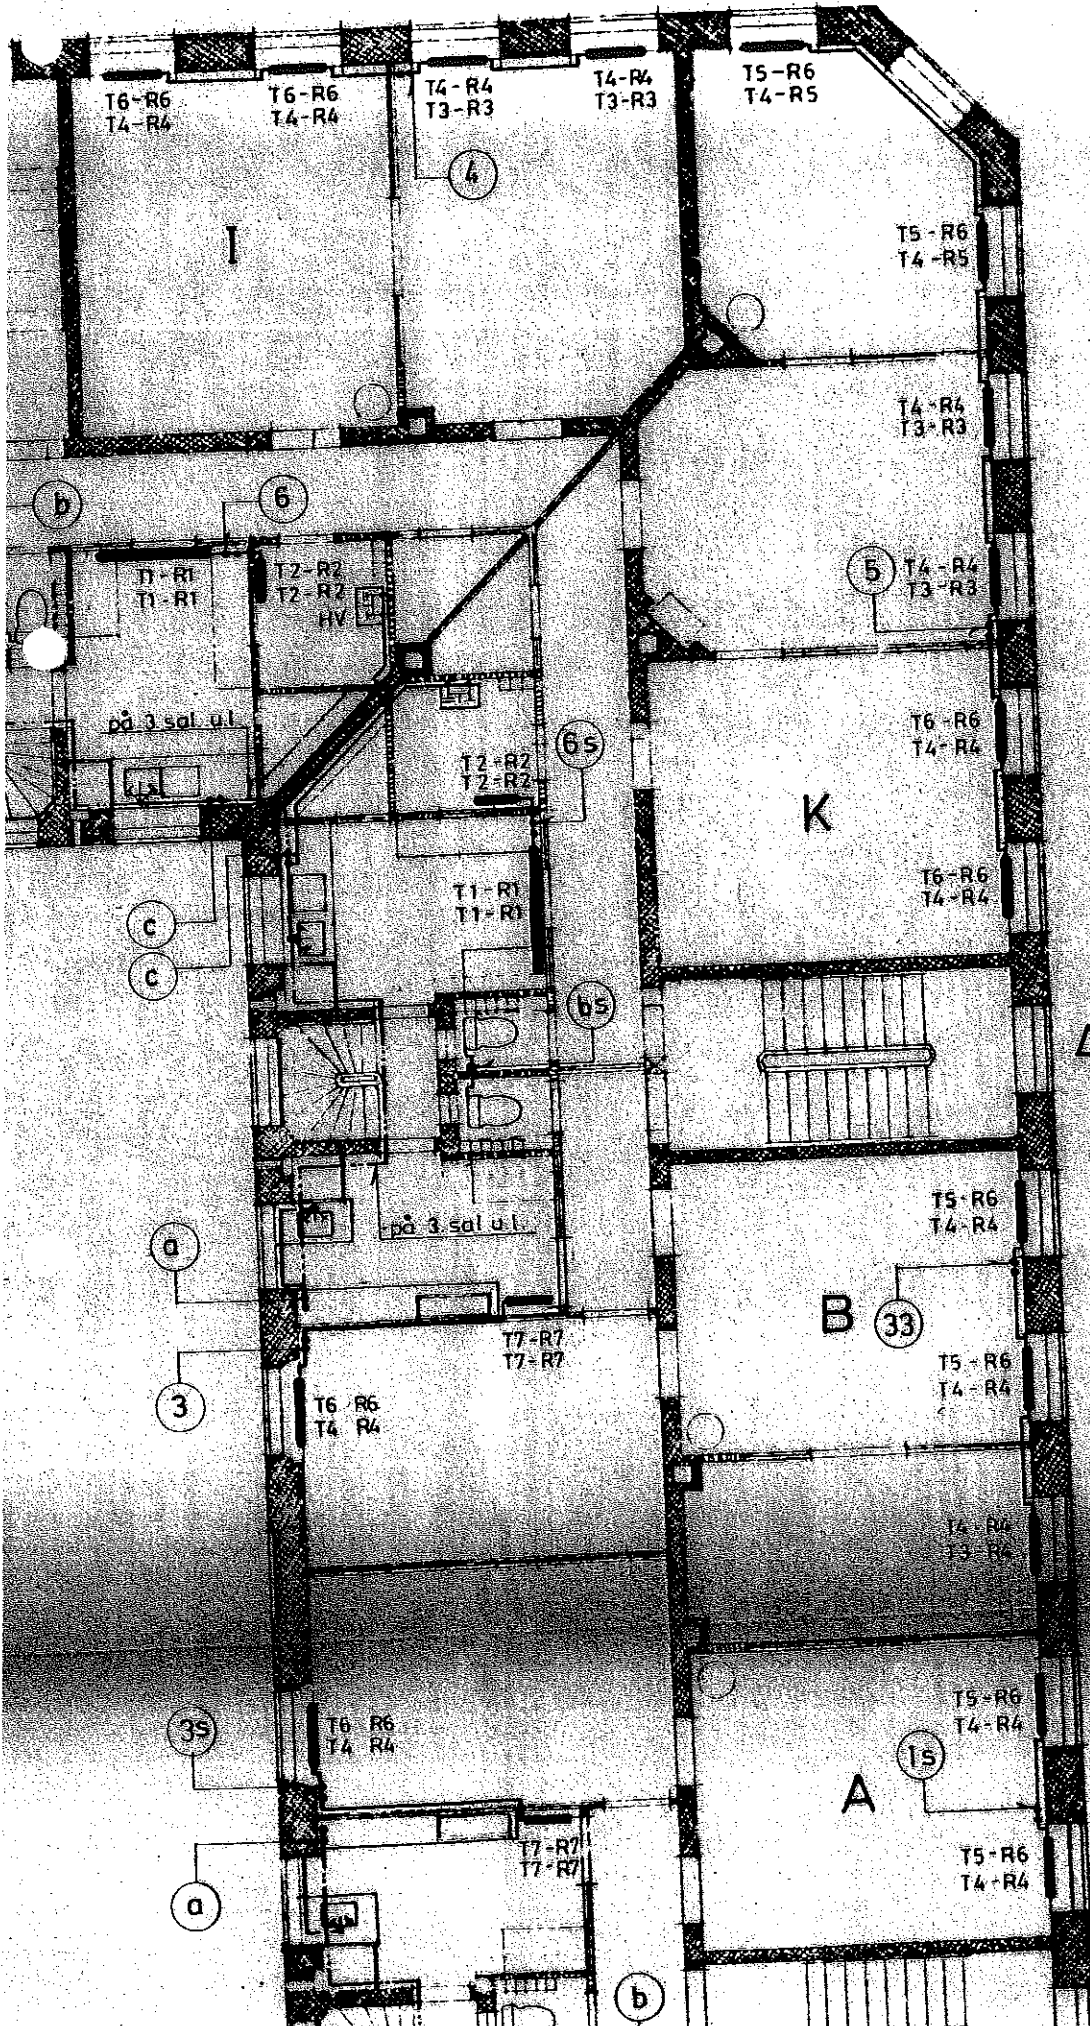 T6-R6
T4-R4
T6-R6
T4-R4
T4-R4
T3-R3
T4-R4
T3-R3
T5-R6
T4-R5
4
I
T5-R6
T4-R5
T4-R4
T3-R3
b
6
T1-R1
T1-R1
T2-R2
T2-R2
HV
5
T4-R4
T3-R3
på 3 sal u l
6s
T2-R2
T2-R2
T6-R6
T4-R4
K
T6-R6
T4-R4
T1-R1
T1-R1
c
c
bs
T5-R6
T4-R4
på 3 sal u l.
a
B
33
T7-R7
T7-R7
T5-R6
T4-R4
3
T6 R6
T4 R4
T4-R4
T3-R4
T5-R6
T4-R4
3s
T6 R6
T4 R4
1s
A
T7-R7
T7-R7
T5-R6
T4-R4
a
b